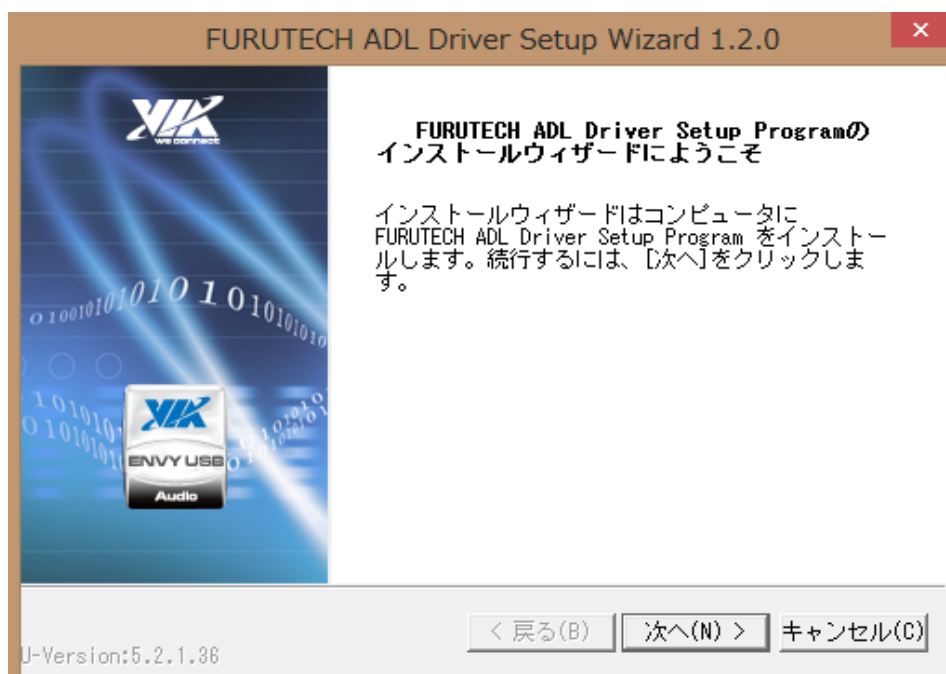 FURUTECH ADL Driver Setup Wizard 1.2.0
VIA
we connect
FURUTECH ADL Driver Setup Programの
インストールウィザードにようこそ
インストールウィザードはコンピュータに
FURUTECH ADL Driver Setup Program をインストー
ルします。続行するには、[次へ]をクリックしま
す。
VIA
ENVY USB
Audio
U-Version:5.2.1.36
< 戻る(B)
次へ(N) >
キャンセル(C)